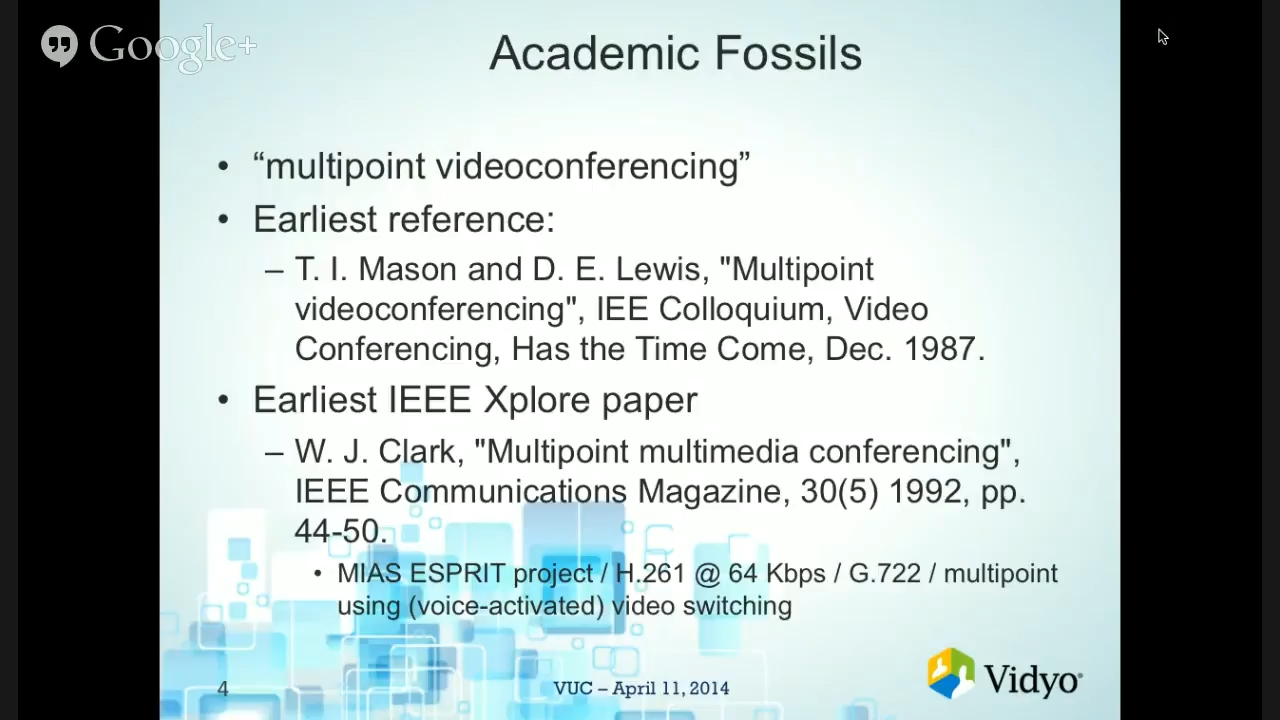 Google+
Academic Fossils
• “multipoint videoconferencing”
• Earliest reference:
– T. I. Mason and D. E. Lewis, "Multipoint
videoconferencing", IEE Colloquium, Video
Conferencing, Has the Time Come, Dec. 1987.
• Earliest IEEE Xplore paper
– W. J. Clark, "Multipoint multimedia conferencing",
IEEE Communications Magazine, 30(5) 1992, pp.
44-50.
• MIAS ESPRIT project / H.261 @ 64 Kbps / G.722 / multipoint
using (voice-activated) video switching
4
VUC – April 11, 2014
Vidyo